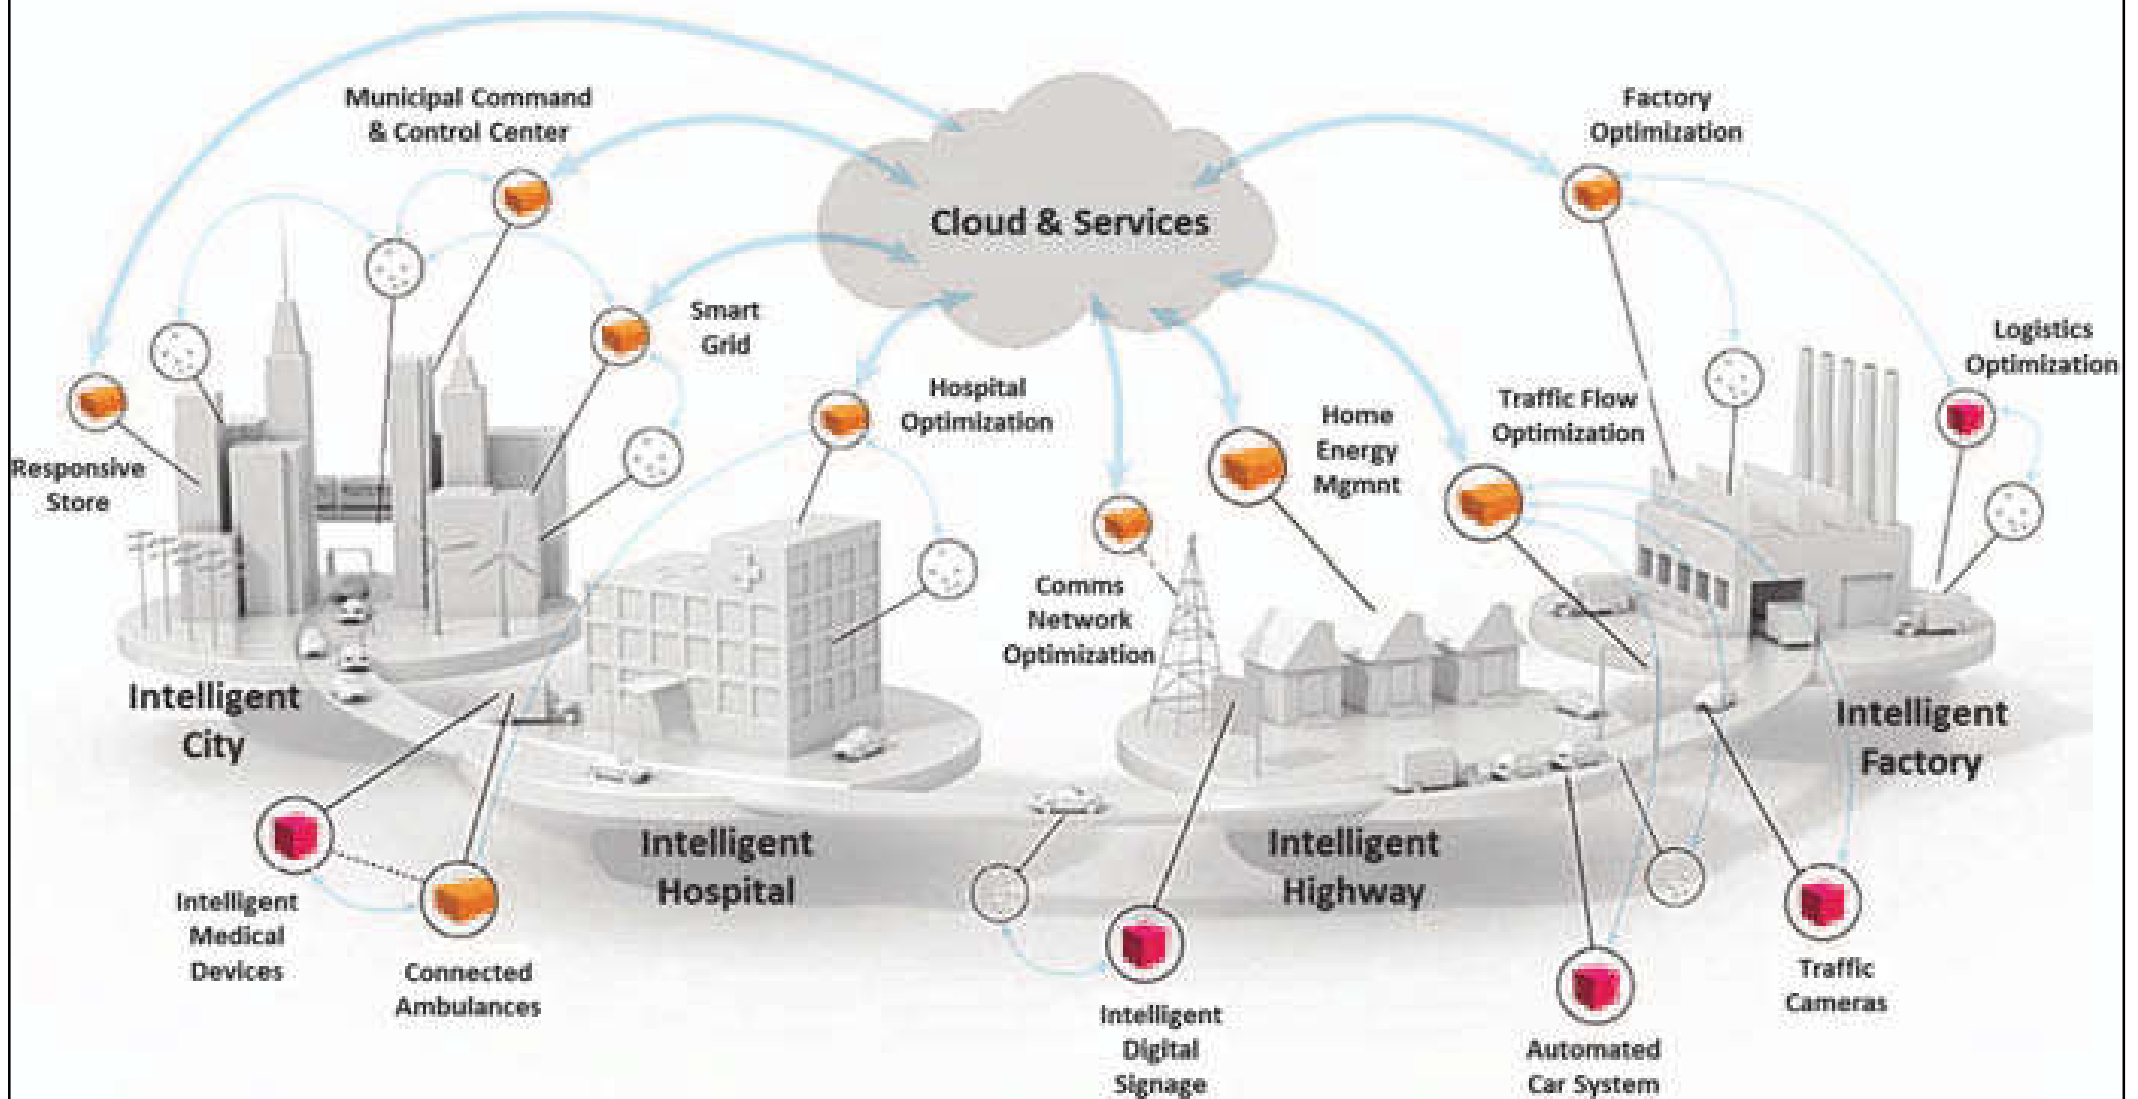 Municipal Command
& Control Center
Factory
Optimization
Cloud & Services
Smart
Grid
Logistics
Optimization
Hospital
Optimization
Home
Energy
Mgmnt
Traffic Flow
Optimization
Responsive
Store
Comms
Network
Optimization
Intelligent
City
Intelligent
Factory
Intelligent
Hospital
Intelligent
Highway
Intelligent
Medical
Devices
Connected
Ambulances
Intelligent
Digital
Signage
Automated
Car System
Traffic
Cameras